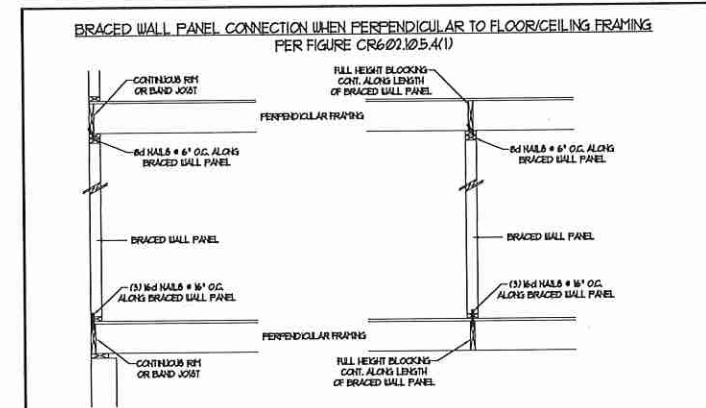 BRACED WALL PANEL CONNECTION WHEN PERPENDICULAR TO FLOOR/CEILING FRAMING
PER FIGURE CR602.10.5.4(1)
CONTINUOUS RIM
OR BAND JOIST
FULL HEIGHT BLOCKING
CONT. ALONG LENGTH
OF BRACED WALL PANEL
PERPENDICULAR FRAMING
8d NAILS @ 6" O.C. ALONG
BRACED WALL PANEL
8d NAILS @ 6" O.C. ALONG
BRACED WALL PANEL
BRACED WALL PANEL
BRACED WALL PANEL
(3) 16d NAILS @ 16" O.C.
ALONG BRACED WALL PANEL
(3) 16d NAILS @ 16" O.C.
ALONG BRACED WALL PANEL
PERPENDICULAR FRAMING
CONTINUOUS RIM
OR BAND JOIST
FULL HEIGHT BLOCKING
CONT. ALONG LENGTH
OF BRACED WALL PANEL